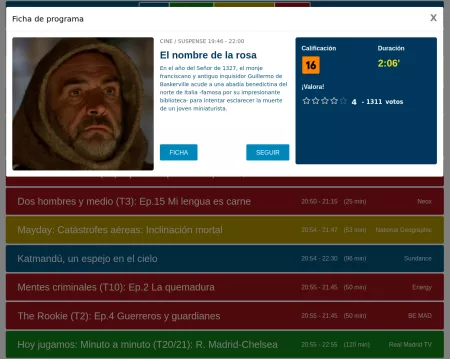 Ficha de programa
X
CINE / SUSPENSE 19:46 - 22:00
El nombre de la rosa
En el año del Señor de 1327, el monje
franciscano y antiguo inquisidor Guillermo de
Baskerville acude a una abadía benedictina del
norte de Italia -famosa por su impresionante
biblioteca- para intentar esclarecer la muerte
de un joven miniaturista.
FICHA
SEGUIR
Calificación
Duración
16
2:06'
¡Valora!
4 - 1311 votos
Dos hombres y medio (T3): Ep.15 Mi lengua es carne 20:50 - 21:15 (25 min) Neox
Mayday: Catástrofes aéreas: Inclinación mortal 20:54 - 21:47 (53 min) National Geographic
Katmandú, un espejo en el cielo 20:54 - 22:30 (96 min) Sundance
Mentes criminales (T10): Ep.2 La quemadura 20:55 - 21:45 (50 min) Energy
The Rookie (T2): Ep.4 Guerreros y guardianes 20:55 - 21:45 (50 min) BE MAD
Hoy jugamos: Minuto a minuto (T20/21): R. Madrid-Chelsea 20:55 - 22:55 (120 min) Real Madrid TV